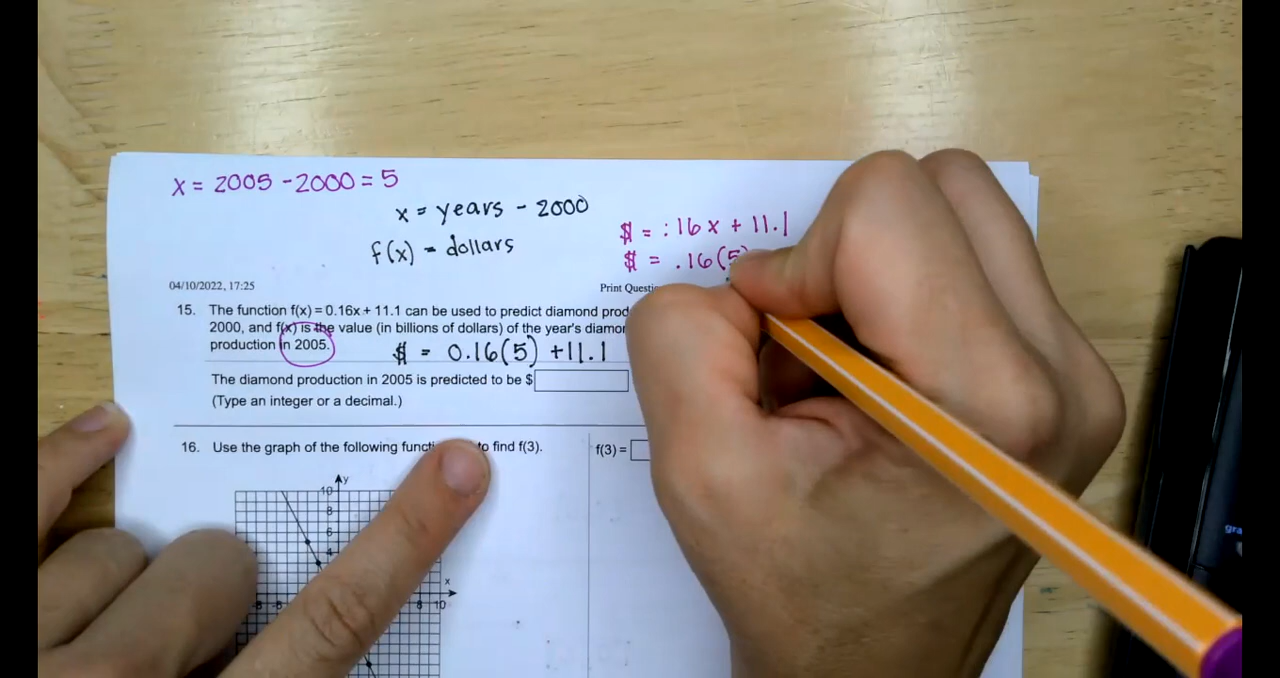 x = 2005 - 2000 = 5
x = years - 2000
f(x) = dollars
$ = .16x + 11.1
$ = .16(5)
04/10/2022, 17:25
Print
15. The function f(x) = 0.16x + 11.1 can be used to predict diamond
2000, and f(x) is the value (in billions of dollars) of the year's
production in 2005.
$ = 0.16(5) + 11.1
The diamond production in 2005 is predicted to be $
(Type an integer or a decimal.)
16. Use the graph of the following to find f(3).
f(3) =
y
10
8
6
4
x
-8 -6 8 10